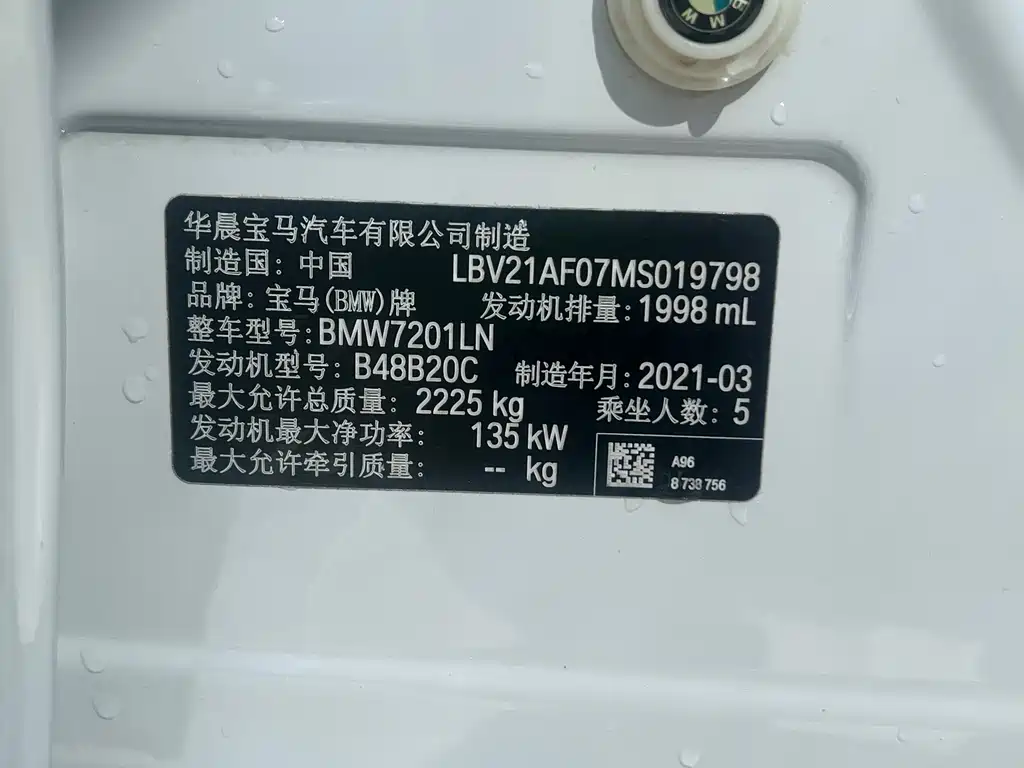 BMW
华晨宝马汽车有限公司制造
制造国: 中国 LBV21AF07MS019798
品牌: 宝马(BMW)牌 发动机排量: 1998 mL
整车型号: BMW7201LN
发动机型号: B48B20C 制造年月: 2021-03
最大允许总质量: 2225 kg 乘坐人数: 5
发动机最大净功率: 135 kW
最大允许牵引质量: -- kg
A96
8 738 756